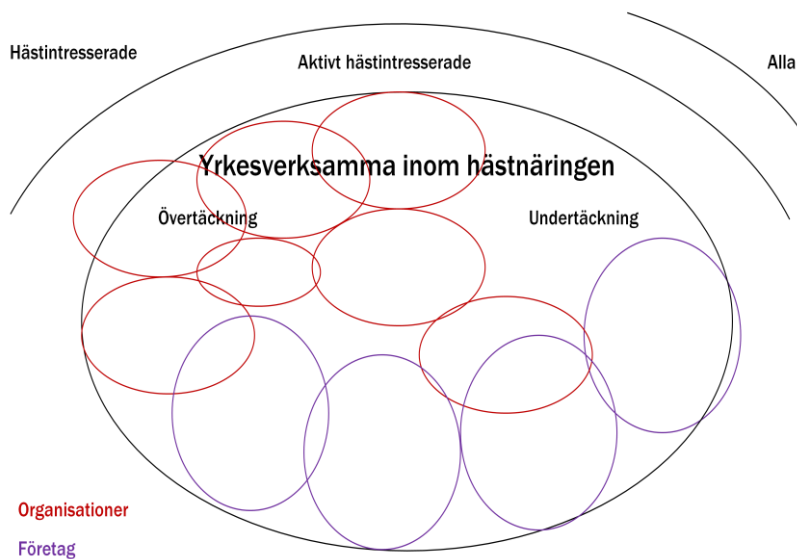 Hästintresserade
Aktivt hästintresserade
Alla
Yrkesverksamma inom hästnäringen
Övertäckning
Undertäckning
Organisationer
Företag